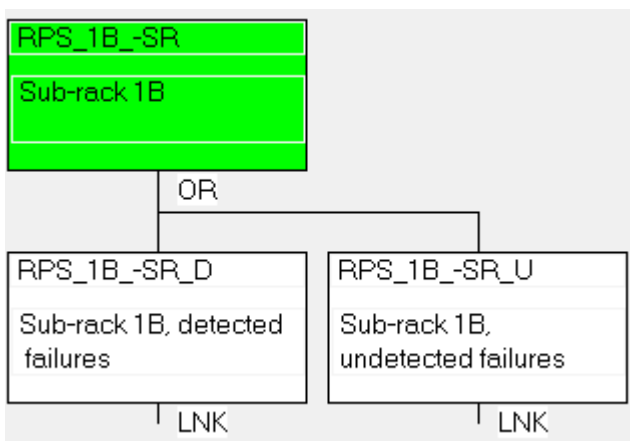 RPS_1B_-SR
Sub-rack 1B
OR
RPS_1B_-SR_D
Sub-rack 1B, detected
failures
LNK
RPS_1B_-SR_U
Sub-rack 1B,
undetected failures
LNK